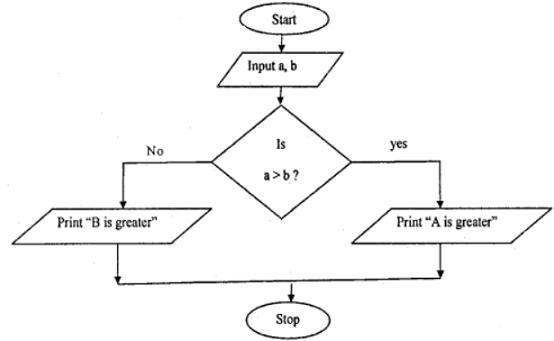 Start
Input a, b
Is
a > b ?
No
yes
Print "B is greater"
Print "A is greater"
Stop